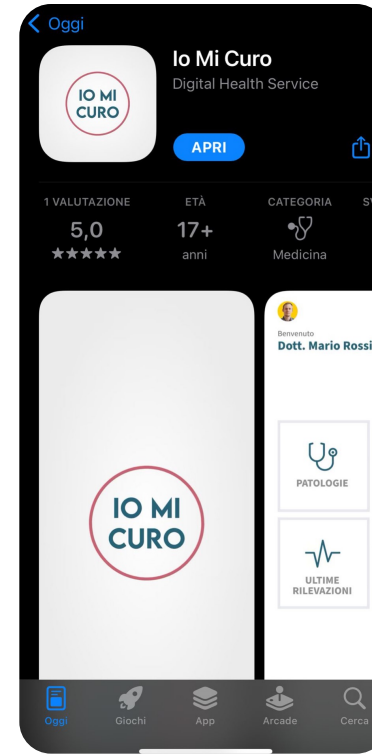 Oggi
IO MI
CURO
Io Mi Curo
Digital Health Service
APRI
1 VALUTAZIONE
5,0
ETÀ
17+
anni
CATEGORIA
Medicina
IO MI
CURO
Benvenuto
Dott. Mario Rossi
PATOLOGIE
ULTIME
RILEVAZIONI
Oggi
Giochi
App
Arcade
Cerca